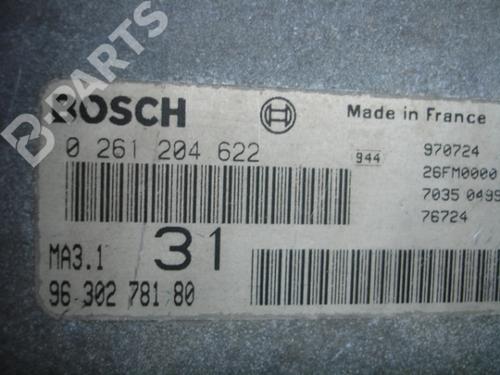 B-PARTS
BOSCH
Made in France
0 261 204 622
944
970724
26FM0000
7035 0499
76724
MA3.1
31
96 302 781 80